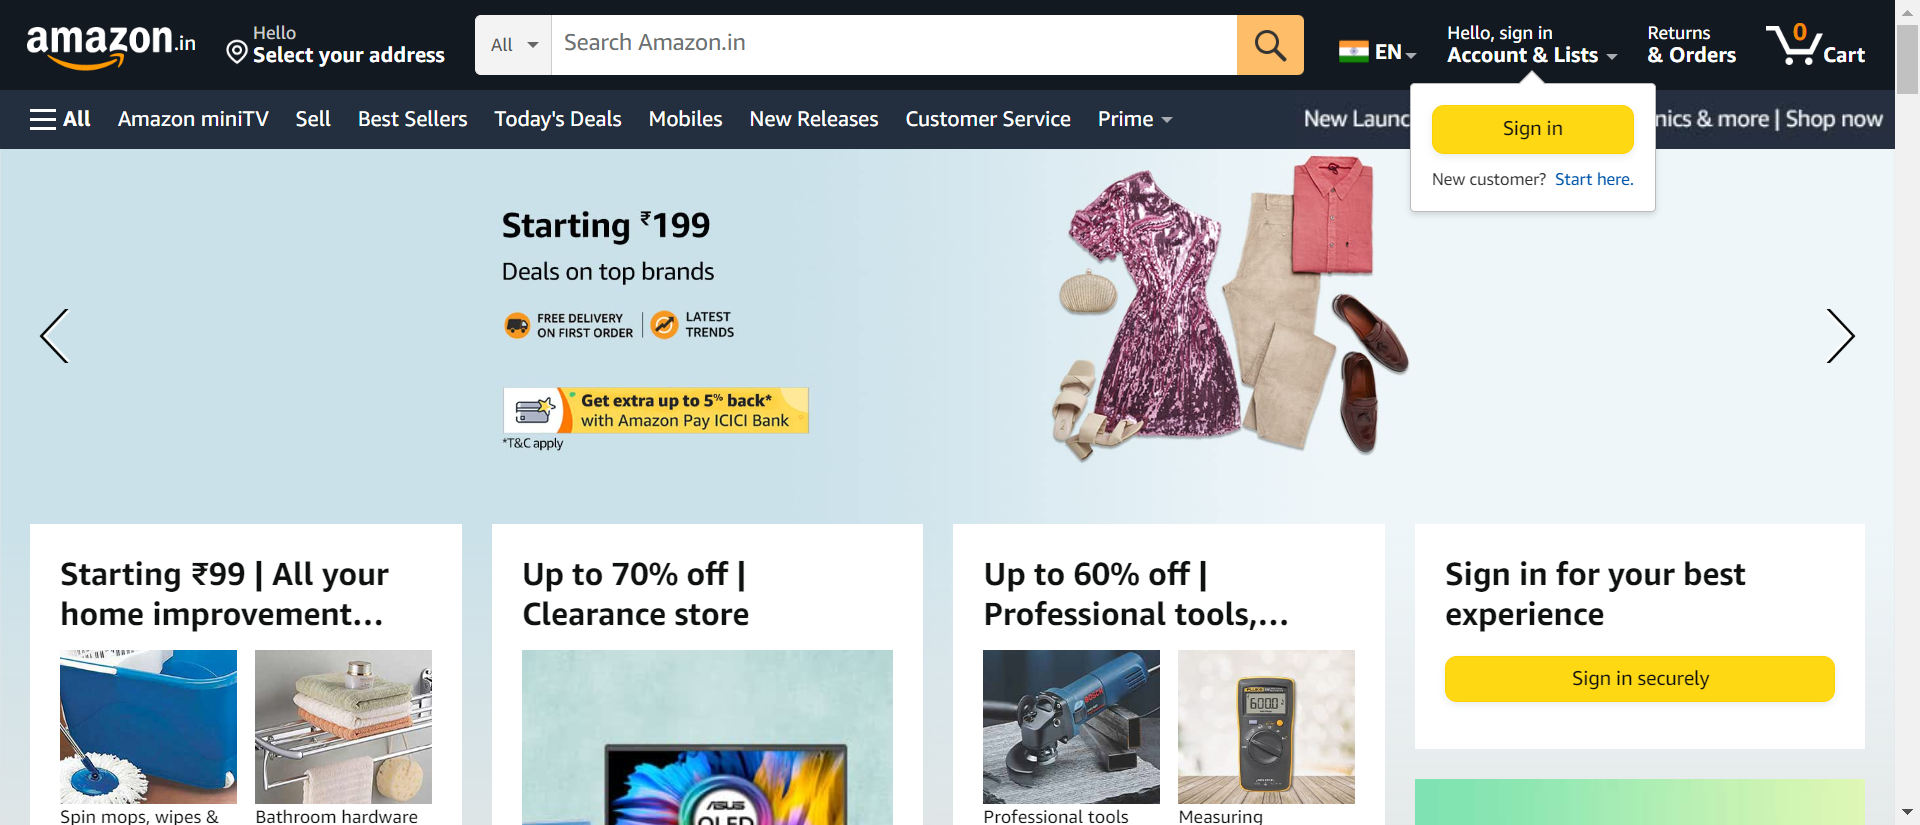 amazon.in
Hello
Select your address
All
Search Amazon.in
EN
Hello, sign in
Account & Lists
Returns
& Orders
0
Cart
All
Amazon miniTV
Sell
Best Sellers
Today's Deals
Mobiles
New Releases
Customer Service
Prime
New Launc
nics & more | Shop now
Sign in
New customer? Start here.
Starting ₹199
Deals on top brands
FREE DELIVERY
ON FIRST ORDER
LATEST
TRENDS
Get extra up to 5% back*
with Amazon Pay ICICI Bank
*T&C apply
Starting ₹99 | All your
home improvement...
Spin mops, wipes &
Bathroom hardware
Up to 70% off |
Clearance store
ASUS
OLED
Up to 60% off |
Professional tools,...
BOSCH
FLUKE
600.0
Professional tools
Measuring
Sign in for your best
experience
Sign in securely